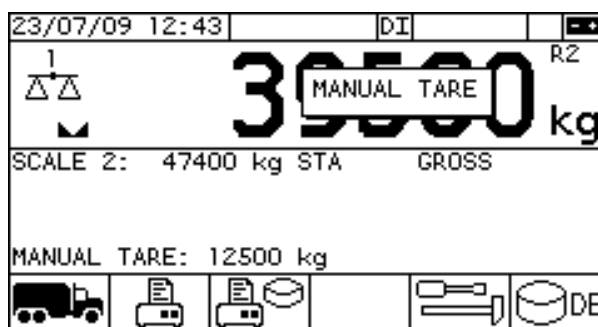 23/07/09 12:43 DI
1
R2
MANUAL TARE
kg
SCALE 2: 47400 kg STA GROSS
MANUAL TARE: 12500 kg